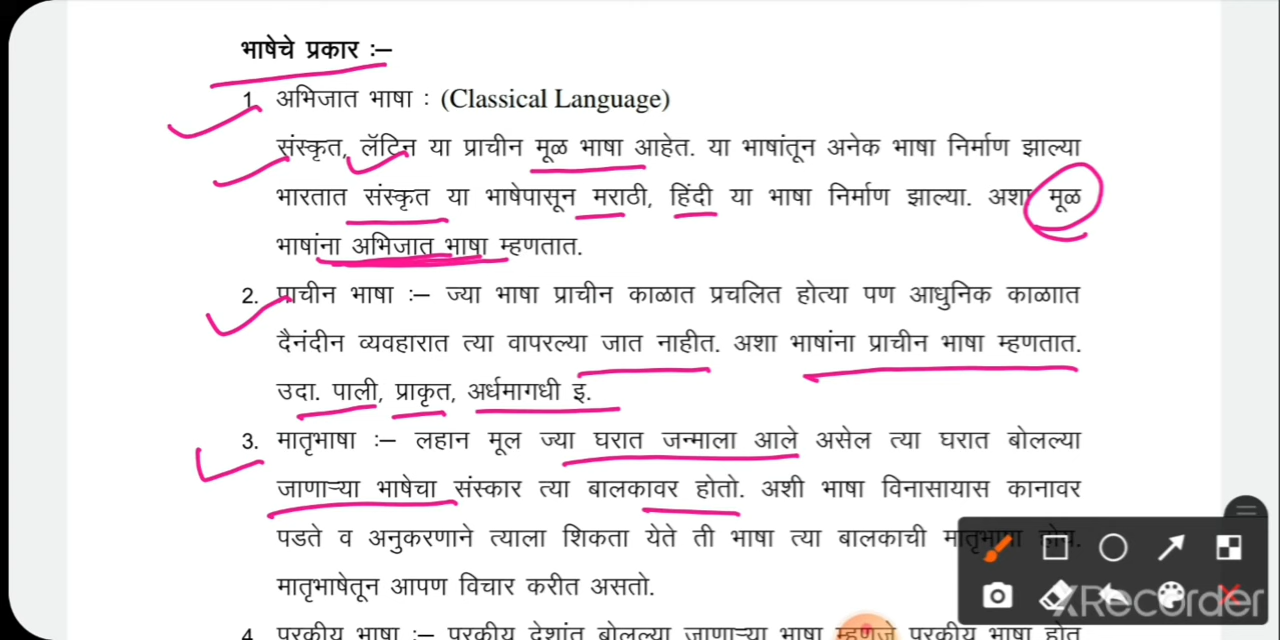 भाषेचे प्रकार :–
1. अभिजात भाषा : (Classical Language)
संस्कृत, लॅटिन या प्राचीन मूळ भाषा आहेत. या भाषांतून अनेक भाषा निर्माण झाल्या
भारतात संस्कृत या भाषेपासून मराठी, हिंदी या भाषा निर्माण झाल्या. अशा मूळ
भाषांना अभिजात भाषा म्हणतात.
2. प्राचीन भाषा :– ज्या भाषा प्राचीन काळात प्रचलित होत्या पण आधुनिक काळाात
दैनंदीन व्यवहारात त्या वापरल्या जात नाहीत. अशा भाषांना प्राचीन भाषा म्हणतात.
उदा. पाली, प्राकृत, अर्धमागधी इ.
3. मातृभाषा :– लहान मूल ज्या घरात जन्माला आले असेल त्या घरात बोलल्या
जाणाऱ्या भाषेचा संस्कार त्या बालकावर होतो. अशी भाषा विनासायास कानावर
पडते व अनुकरणाने त्याला शिकता येते ती भाषा त्या बालकाची मातृभाषा होय.
मातृभाषेतून आपण विचार करीत असतो.
4. परकीय भाषा :– परकीय देशांत बोलल्या जाणाऱ्या भाषा म्हणजे परकीय भाषा होत
XRecorder